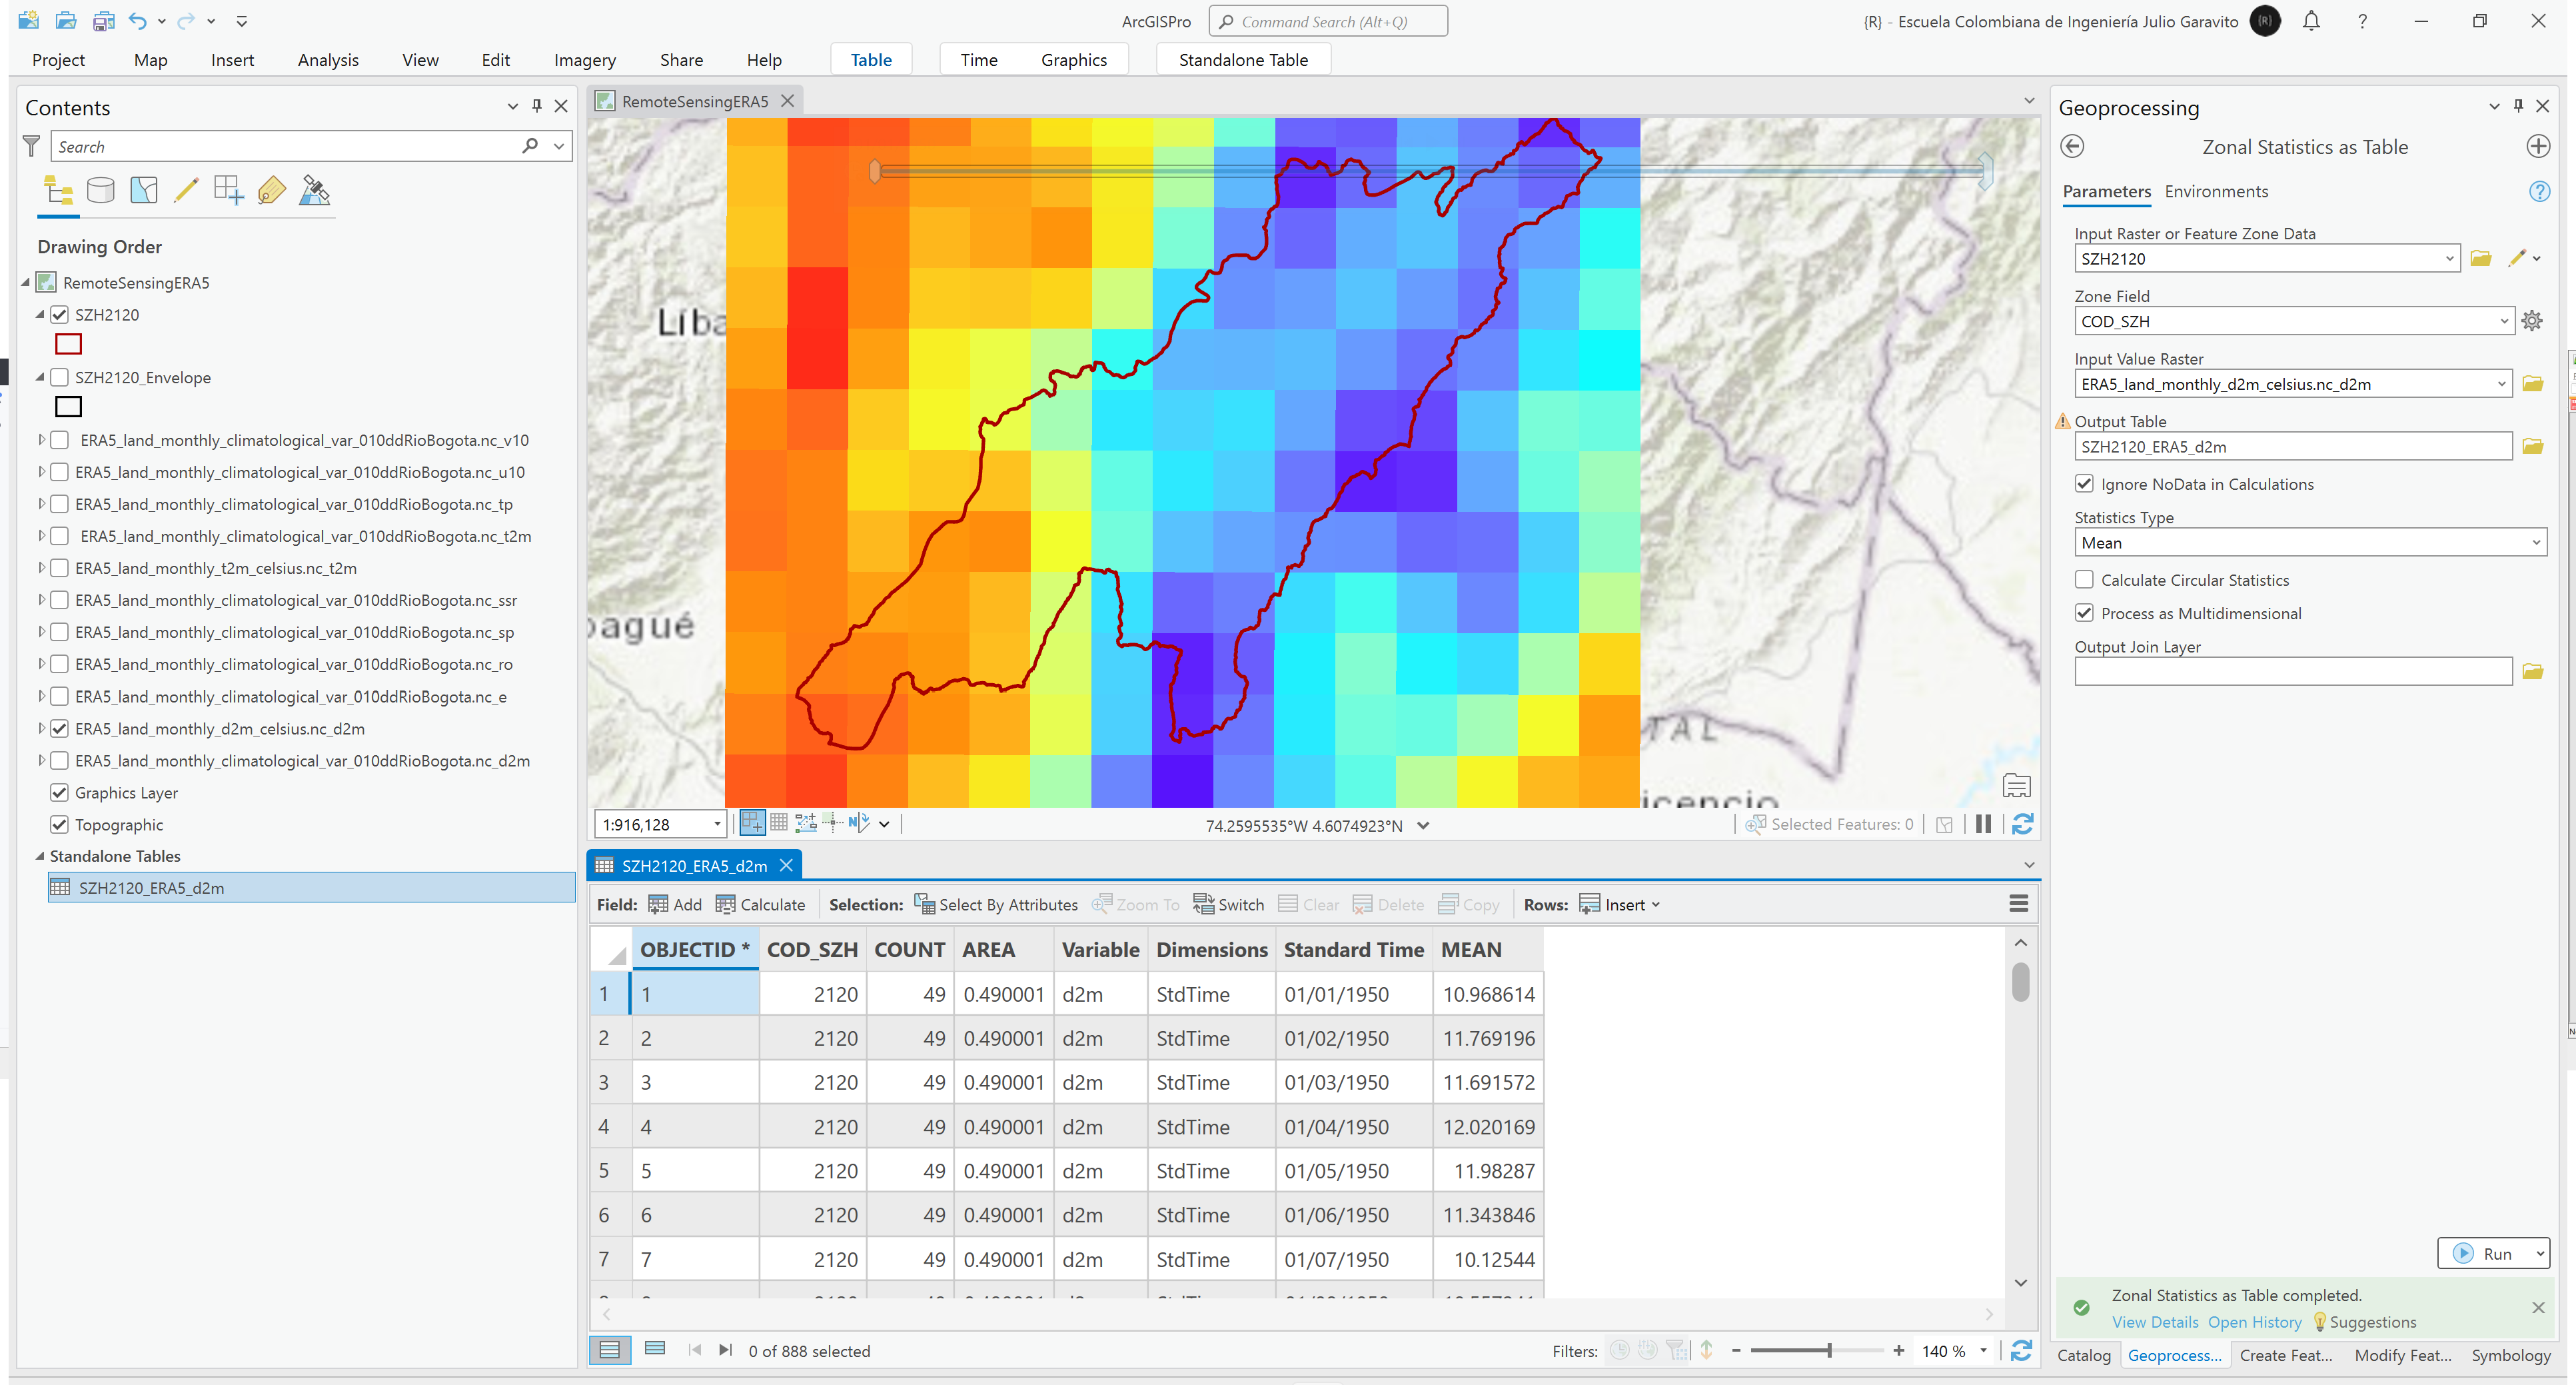 ArcGISPro
Command Search (Alt+Q)
{R} - Escuela Colombiana de Ingeniería Julio Garavito
{R}
?
Project Map Insert Analysis View Edit Imagery Share Help Table Time Graphics Standalone Table
Contents
Search
Drawing Order
RemoteSensingERA5
SZH2120
SZH2120_Envelope
ERA5_land_monthly_climatological_var_010ddRioBogota.nc_v10
ERA5_land_monthly_climatological_var_010ddRioBogota.nc_u10
ERA5_land_monthly_climatological_var_010ddRioBogota.nc_tp
ERA5_land_monthly_climatological_var_010ddRioBogota.nc_t2m
ERA5_land_monthly_t2m_celsius.nc_t2m
ERA5_land_monthly_climatological_var_010ddRioBogota.nc_ssr
ERA5_land_monthly_climatological_var_010ddRioBogota.nc_sp
ERA5_land_monthly_climatological_var_010ddRioBogota.nc_ro
ERA5_land_monthly_climatological_var_010ddRioBogota.nc_e
ERA5_land_monthly_d2m_celsius.nc_d2m
ERA5_land_monthly_climatological_var_010ddRioBogota.nc_d2m
Graphics Layer
Topographic
Standalone Tables
SZH2120_ERA5_d2m
RemoteSensingERA5
Líba
pagué
TAL
icencio
1:916,128
74.2595535°W 4.6074923°N
Selected Features: 0
SZH2120_ERA5_d2m
Field: Add Calculate Selection: Select By Attributes Zoom To Switch Clear Delete Copy Rows: Insert
OBJECTID * COD_SZH COUNT AREA Variable Dimensions Standard Time MEAN
1 1 2120 49 0.490001 d2m StdTime 01/01/1950 10.968614
2 2 2120 49 0.490001 d2m StdTime 01/02/1950 11.769196
3 3 2120 49 0.490001 d2m StdTime 01/03/1950 11.691572
4 4 2120 49 0.490001 d2m StdTime 01/04/1950 12.020169
5 5 2120 49 0.490001 d2m StdTime 01/05/1950 11.98287
6 6 2120 49 0.490001 d2m StdTime 01/06/1950 11.343846
7 7 2120 49 0.490001 d2m StdTime 01/07/1950 10.12544
0 of 888 selected
Filters:
140 %
Geoprocessing
Zonal Statistics as Table
Parameters Environments
Input Raster or Feature Zone Data
SZH2120
Zone Field
COD_SZH
Input Value Raster
ERA5_land_monthly_d2m_celsius.nc_d2m
Output Table
SZH2120_ERA5_d2m
Ignore NoData in Calculations
Statistics Type
Mean
Calculate Circular Statistics
Process as Multidimensional
Output Join Layer
Run
Zonal Statistics as Table completed.
View Details Open History Suggestions
Catalog Geoprocess... Create Feat... Modify Feat... Symbology